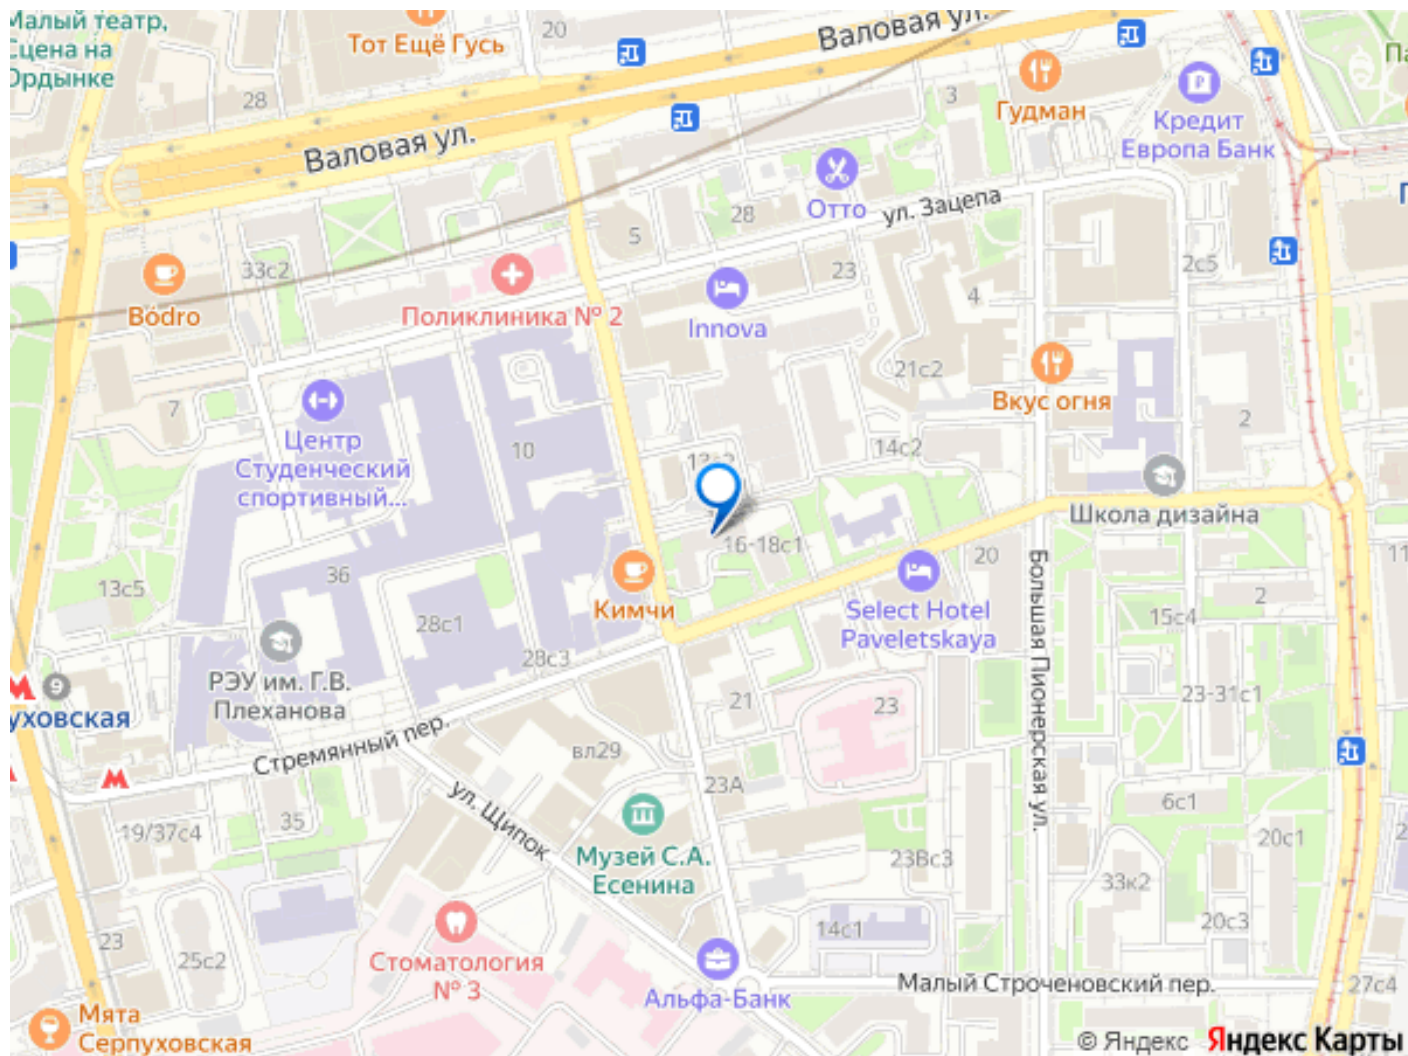 Малый театр,
Сцена на
Ордынке
Тот Ещё Гусь
20
Валовая ул.
Гудман
3
Кредит
Европа Банк
28
Валовая ул.
Отто
ул. Зацепа
28
5
33с2
Bódro
Поликлиника № 2
Innova
23
4
2с5
21с2
Вкус огня
7
Центр
Студенческий
спортивный...
10
14с2
2
Школа дизайна
16-18с1
13с5
36
Кимчи
28с1
28с3
РЭУ им. Г.В.
Плеханова
20
Select Hotel
Paveletskaya
Большая Пионерская ул.
2
15с4
11
9
уховская
Стремянный пер.
21
23
23-31с1
вл29
23А
ул. Щипок
Музей С.А.
Есенина
19/37с4
35
6с1
20с1
23Вс3
33к2
20с3
23
25с2
Стоматология
№ 3
14с1
Альфа-Банк
Малый Строченовский пер.
27с4
Мята
Серпуховская
© Яндекс Яндекс Карты